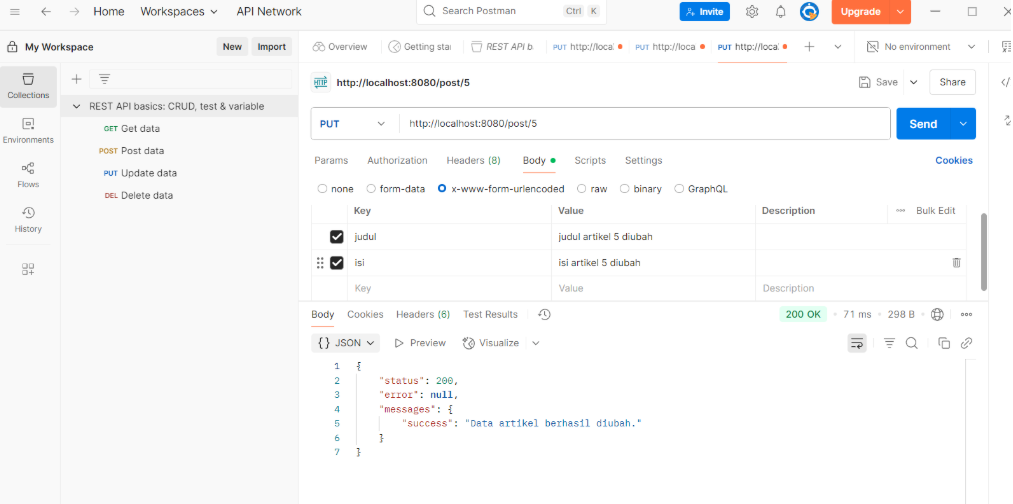 Home Workspaces API Network Search Postman Ctrl K Invite Upgrade
My Workspace New Import Overview Getting star REST API b PUT http://local PUT http://local PUT http://local No environment
Collections
Environments
Flows
History
REST API basics: CRUD, test & variable
GET Get data
POST Post data
PUT Update data
DEL Delete data
HTTP http://localhost:8080/post/5 Save Share
PUT http://localhost:8080/post/5 Send
Params Authorization Headers (8) Body Scripts Settings Cookies
none form-data x-www-form-urlencoded raw binary GraphQL
Key Value Description Bulk Edit
judul judul artikel 5 diubah
isi isi artikel 5 diubah
Key Value Description
Body Cookies Headers (6) Test Results 200 OK 71 ms 298 B
{} JSON Preview Visualize
1 {
2 "status": 200,
3 "error": null,
4 "messages": {
5 "success": "Data artikel berhasil diubah."
6 }
7 }